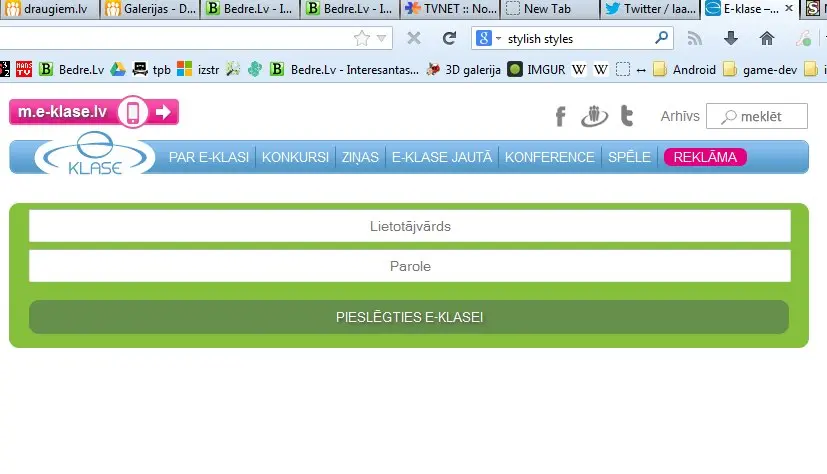 draugiem.lv Galerijas - D... Bedre.Lv - I... Bedre.Lv - I... TVNET :: No... New Tab Twitter / Iaa... E-klase –...
stylish styles
Bedre.Lv tpb izstr Bedre.Lv - Interesantas... 3D galerija IMGUR Android game-dev
m.e-klase.lv Arhīvs meklēt
E KLASE PAR E-KLASI KONKURSI ZIŅAS E-KLASE JAUTĀ KONFERENCE SPĒLE REKLĀMA
Lietotājvārds
Parole
PIESLĒGTIES E-KLASEI